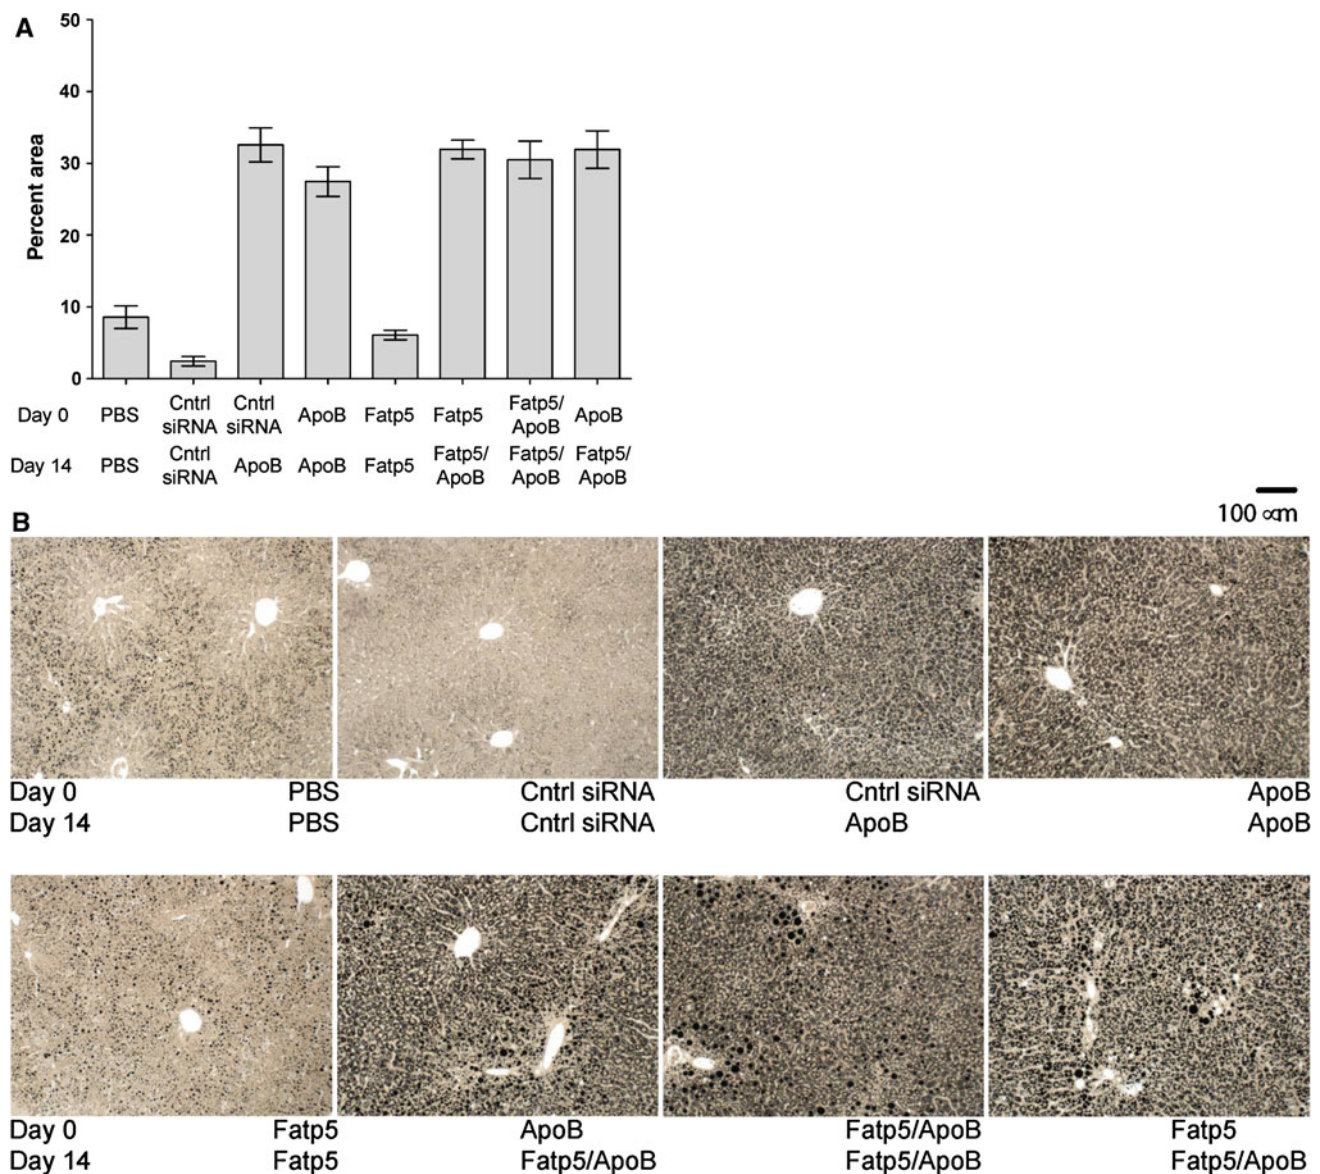 A
50
40
30
20
10
0
Percent area
Day 0 PBS Cntrl siRNA Cntrl siRNA ApoB Fatp5 Fatp5 Fatp5/ ApoB ApoB
Day 14 PBS Cntrl siRNA ApoB ApoB Fatp5 Fatp5/ ApoB Fatp5/ ApoB Fatp5/ ApoB
100 ∝m
B
Day 0 PBS Cntrl siRNA Cntrl siRNA ApoB
Day 14 PBS Cntrl siRNA ApoB ApoB
Day 0 Fatp5 ApoB Fatp5/ApoB Fatp5
Day 14 Fatp5 Fatp5/ApoB Fatp5/ApoB Fatp5/ApoB